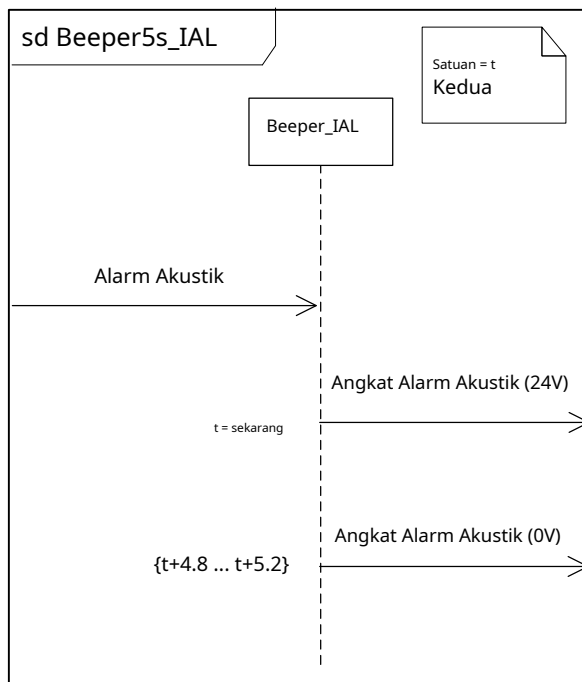 sd Beeper5s_IAL
Satuan = t
Kedua
Beeper_IAL
Alarm Akustik
Angkat Alarm Akustik (24V)
t = sekarang
Angkat Alarm Akustik (0V)
{t+4.8 ... t+5.2}